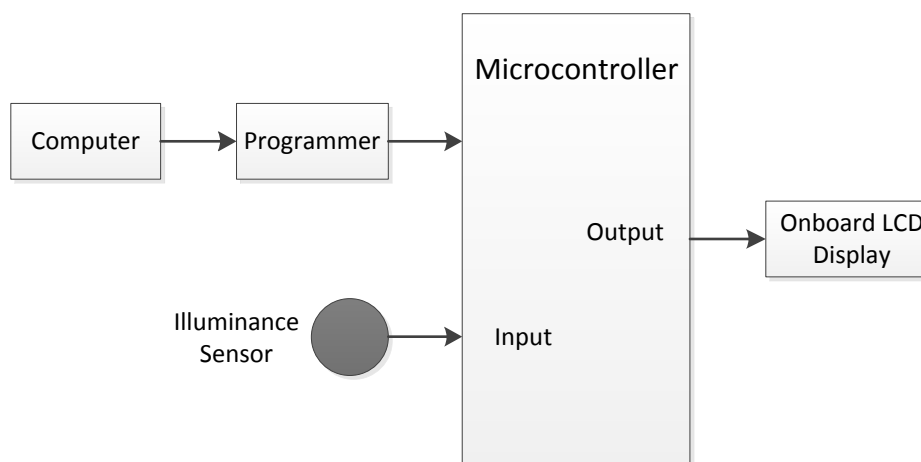 Microcontroller
Computer
Programmer
Output
Onboard LCD
Display
Illuminance
Sensor
Input